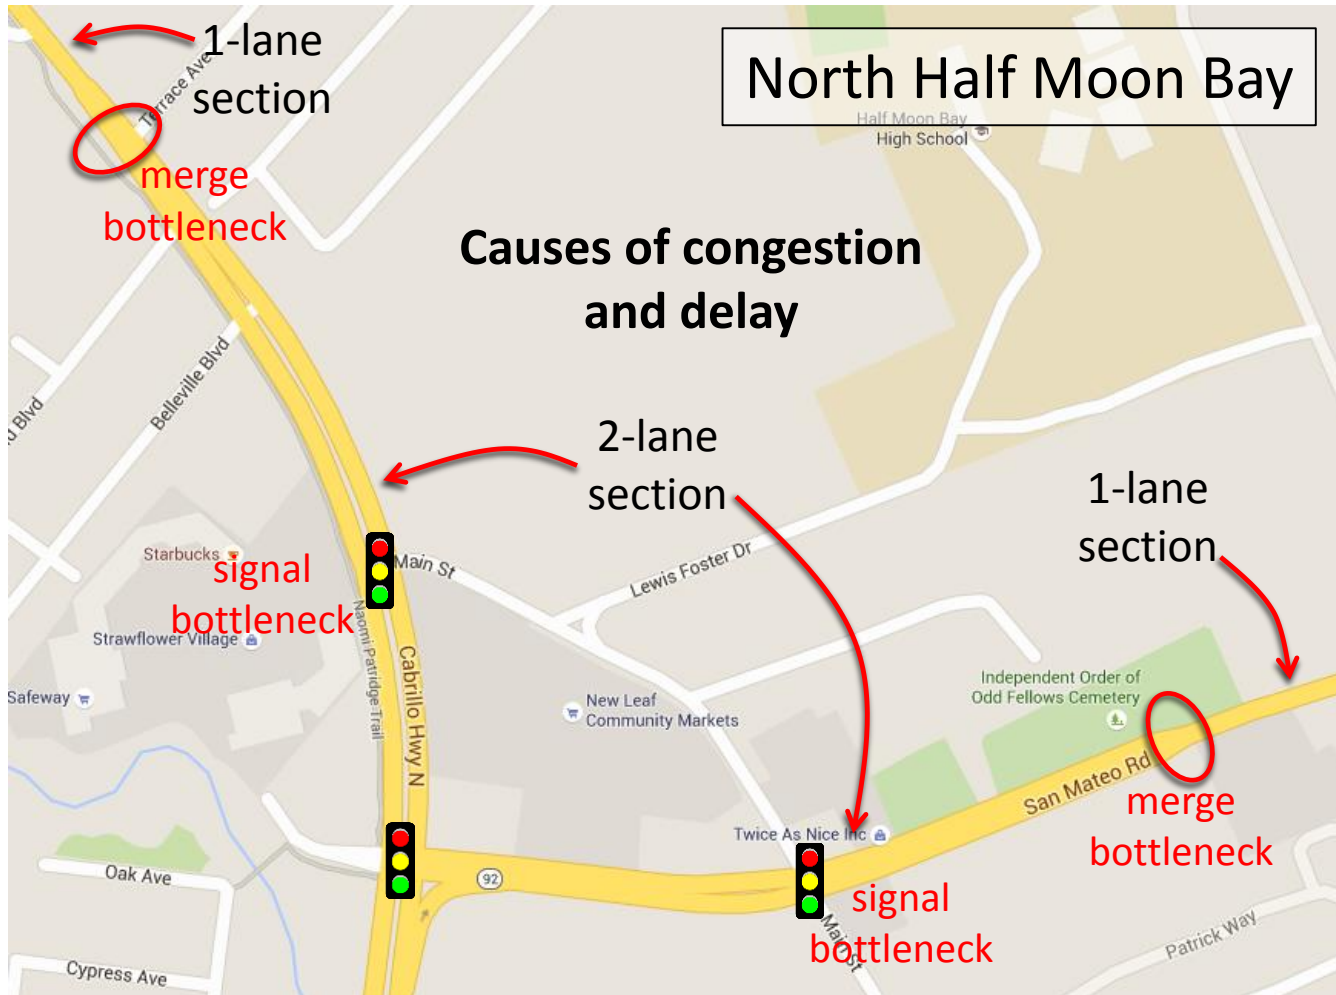 1-lane
section
North Half Moon Bay
Terrace Ave
Half Moon Bay
High School
merge
bottleneck
Causes of congestion
and delay
Belleville Blvd
Blvd
2-lane
section
1-lane
section
Starbucks
signal
bottleneck
Main St
Lewis Foster Dr
Strawflower Village
Naomi Patridge Trail
Cabrillo Hwy N
Safeway
New Leaf
Community Markets
Independent Order of
Odd Fellows Cemetery
San Mateo Rd
merge
bottleneck
Twice As Nice Inc
Oak Ave
92
signal
bottleneck
Main St
Patrick Way
Cypress Ave